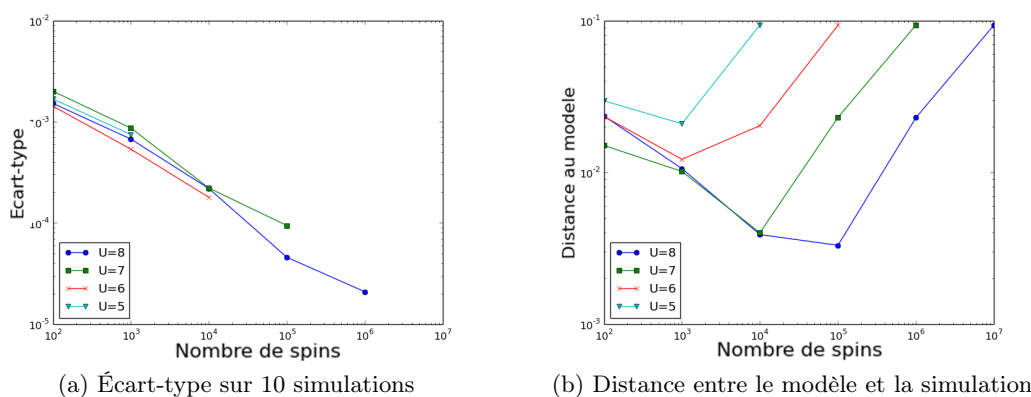 10^-2
10^-3
10^-4
10^-5
Ecart-type
U=8
U=7
U=6
U=5
10^2
10^3
10^4
10^5
10^6
10^7
Nombre de spins
(a) Écart-type sur 10 simulations
10^-1
10^-2
10^-3
Distance au modele
U=8
U=7
U=6
U=5
10^2
10^3
10^4
10^5
10^6
10^7
Nombre de spins
(b) Distance entre le modèle et la simulation